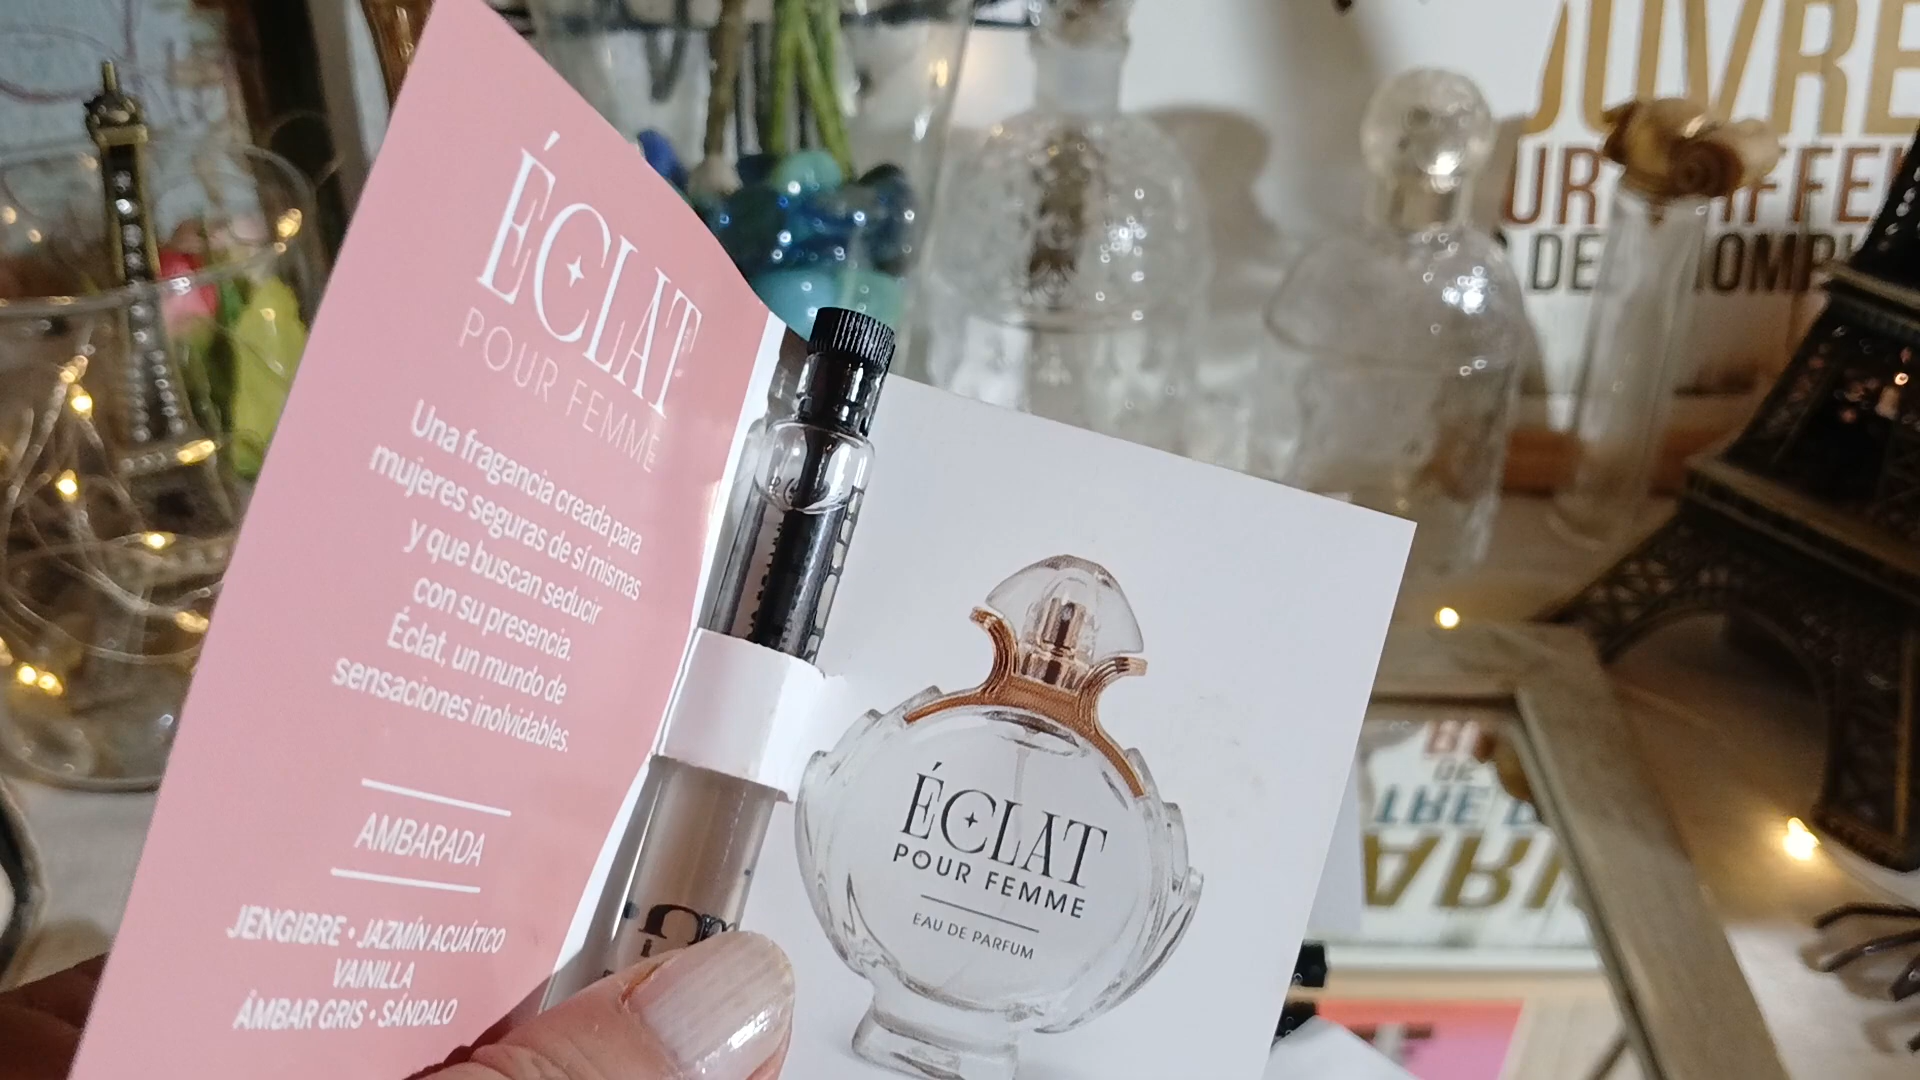 ÉCLAT
POUR FEMME
Una fragancia creada para
mujeres seguras de sí mismas
y que buscan seducir
con su presencia.
Éclat, un mundo de
sensaciones inolvidables.
AMBARADA
JENGIBRE • JAZMÍN ACUÁTICO
VAINILLA
ÁMBAR GRIS • SÁNDALO
ÉCLAT
POUR FEMME
EAU DE PARFUM